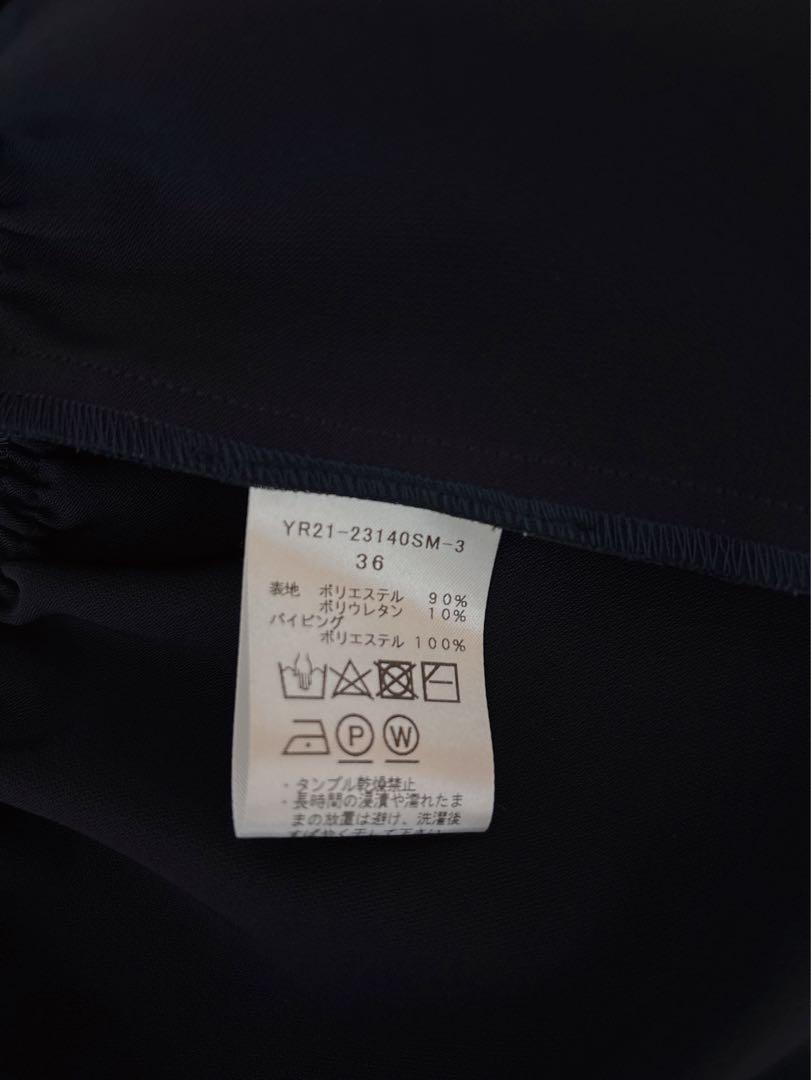 YR21-23140SM-3
36
表地 ポリエステル 90%
ポリウレタン 10%
パイピング
ポリエステル 100%
P W
・タンブル乾燥禁止
・長時間の浸漬や濡れたま
まの放置は避け、洗濯後